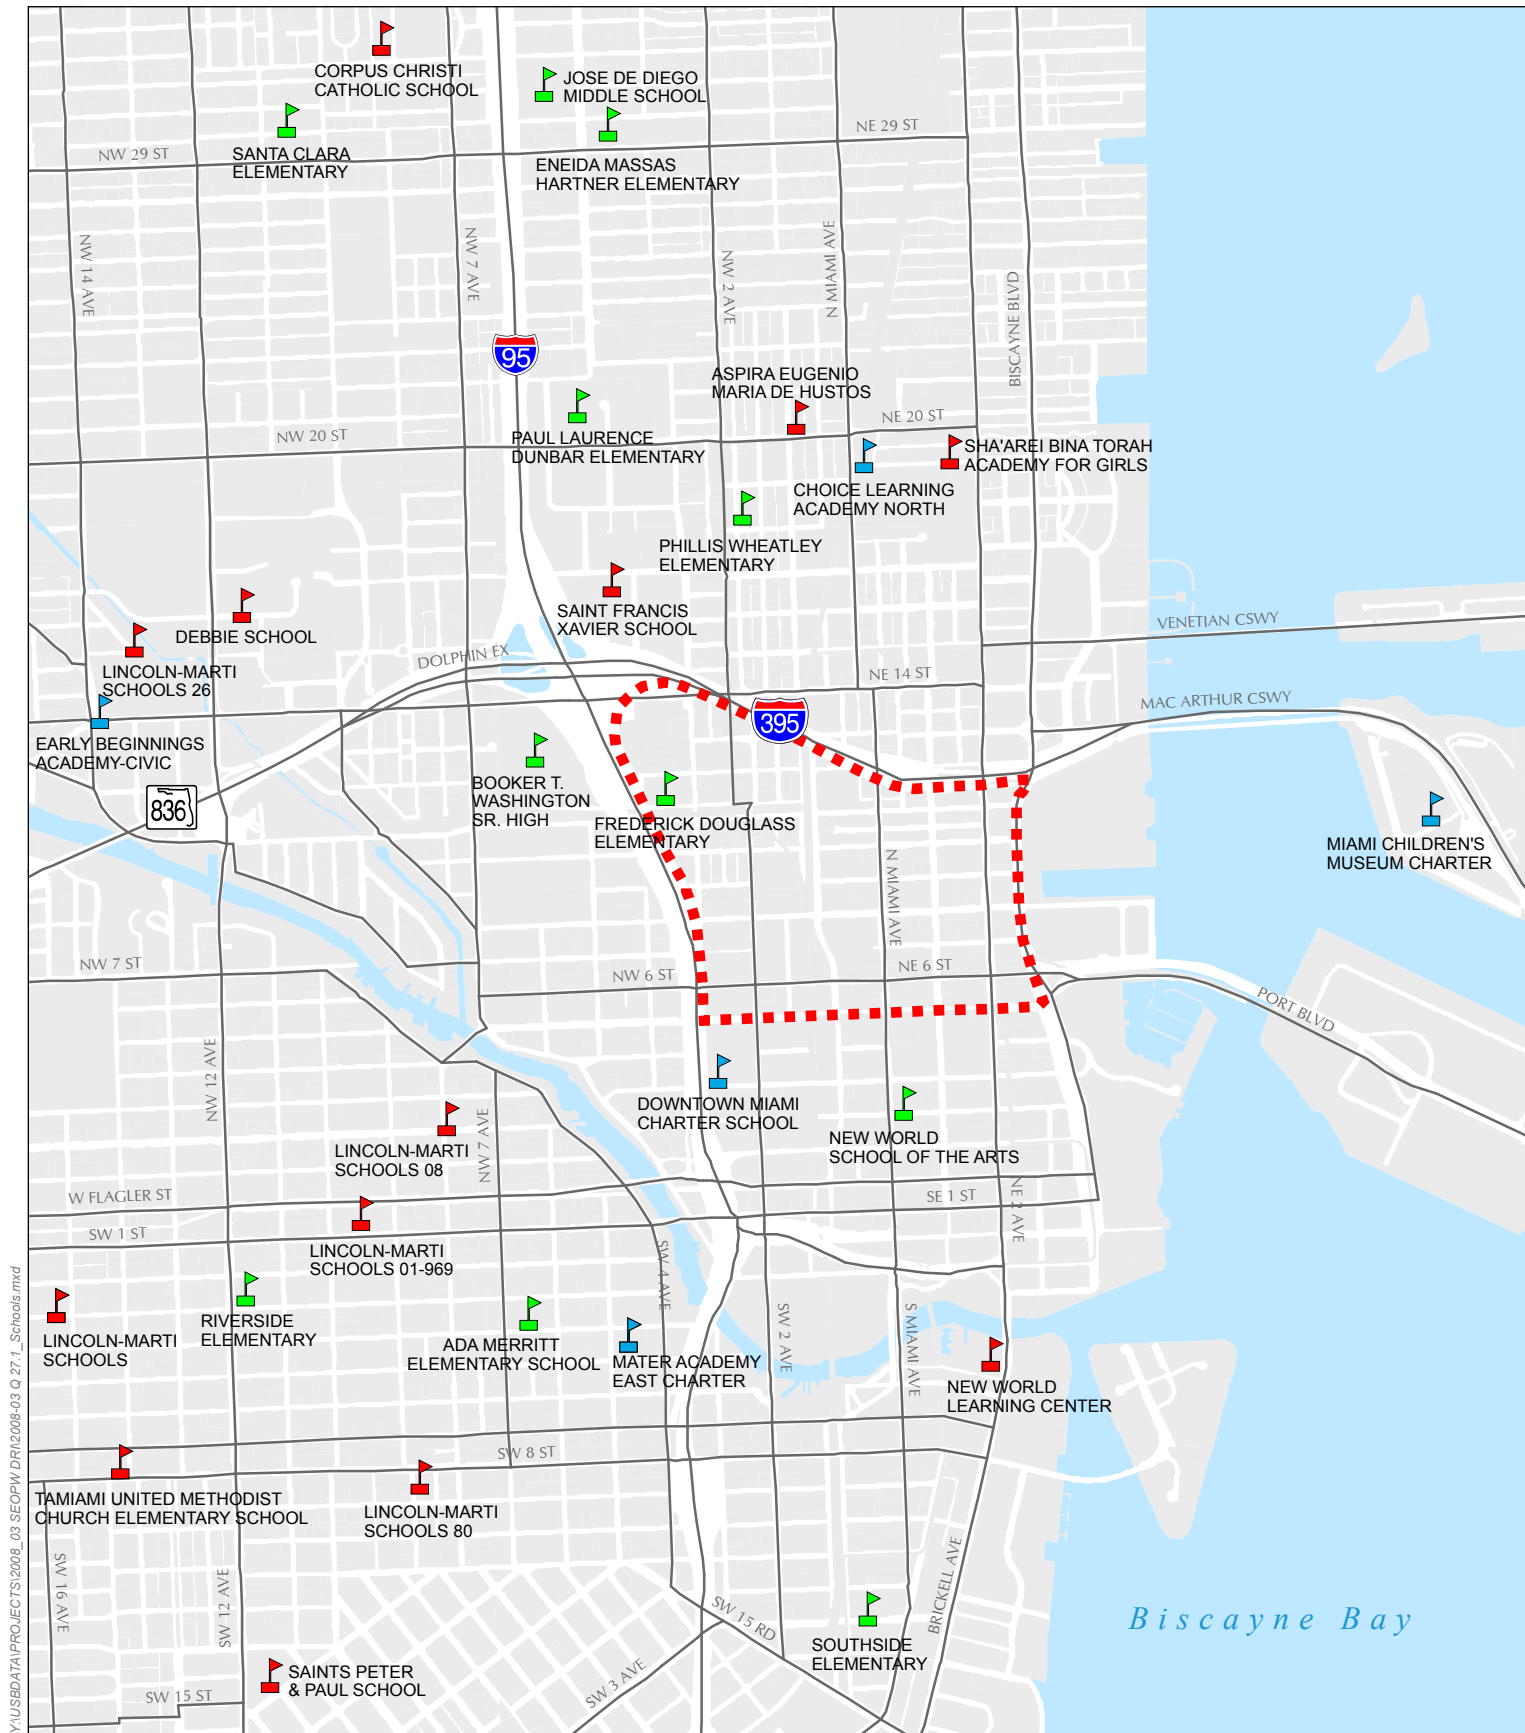 CORPUS CHRISTI
CATHOLIC SCHOOL
JOSE DE DIEGO
MIDDLE SCHOOL
NE 29 ST
NW 29 ST
SANTA CLARA
ELEMENTARY
ENEIDA MASSAS
HARTNER ELEMENTARY
NW 14 AVE
NW 7 AVE
NW 2 AVE
N MIAMI AVE
BISCAYNE BLVD
95
ASPIRA EUGENIO
MARIA DE HUSTOS
NE 20 ST
NW 20 ST
PAUL LAURENCE
DUNBAR ELEMENTARY
SHA'AREI BINA TORAH
ACADEMY FOR GIRLS
CHOICE LEARNING
ACADEMY NORTH
PHILLIS WHEATLEY
ELEMENTARY
SAINT FRANCIS
XAVIER SCHOOL
VENETIAN CSWY
DEBBIE SCHOOL
DOLPHIN EX
LINCOLN-MARTI
SCHOOLS 26
NE 14 ST
MAC ARTHUR CSWY
395
EARLY BEGINNINGS
ACADEMY-CIVIC
836
BOOKER T.
WASHINGTON
SR. HIGH
FREDERICK DOUGLASS
ELEMENTARY
MIAMI CHILDREN'S
MUSEUM CHARTER
N MIAMI AVE
NW 7 ST
NW 6 ST
NE 6 ST
PORT BLVD
NW 12 AVE
DOWNTOWN MIAMI
CHARTER SCHOOL
NW 7 AVE
NEW WORLD
SCHOOL OF THE ARTS
LINCOLN-MARTI
SCHOOLS 08
W FLAGLER ST
SE 1 ST
NE 2 AVE
SW 1 ST
LINCOLN-MARTI
SCHOOLS 01-969
SW 4 AVE
RIVERSIDE
ELEMENTARY
LINCOLN-MARTI
SCHOOLS
ADA MERRITT
ELEMENTARY SCHOOL
MATER ACADEMY
EAST CHARTER
SW 2 AVE
S MIAMI AVE
NEW WORLD
LEARNING CENTER
SW 8 ST
TAMIAMI UNITED METHODIST
CHURCH ELEMENTARY SCHOOL
LINCOLN-MARTI
SCHOOLS 80
SW 16 AVE
SW 12 AVE
BRICKELL AVE
SW 15 RD
Biscayne Bay
SOUTHSIDE
ELEMENTARY
SAINTS PETER
& PAUL SCHOOL
SW 3 AVE
SW 15 ST
Y:\USBDATA\PROJECTS\2008_03 SEOPW DRI\2008-03 Q 27.1_Schools.mxd